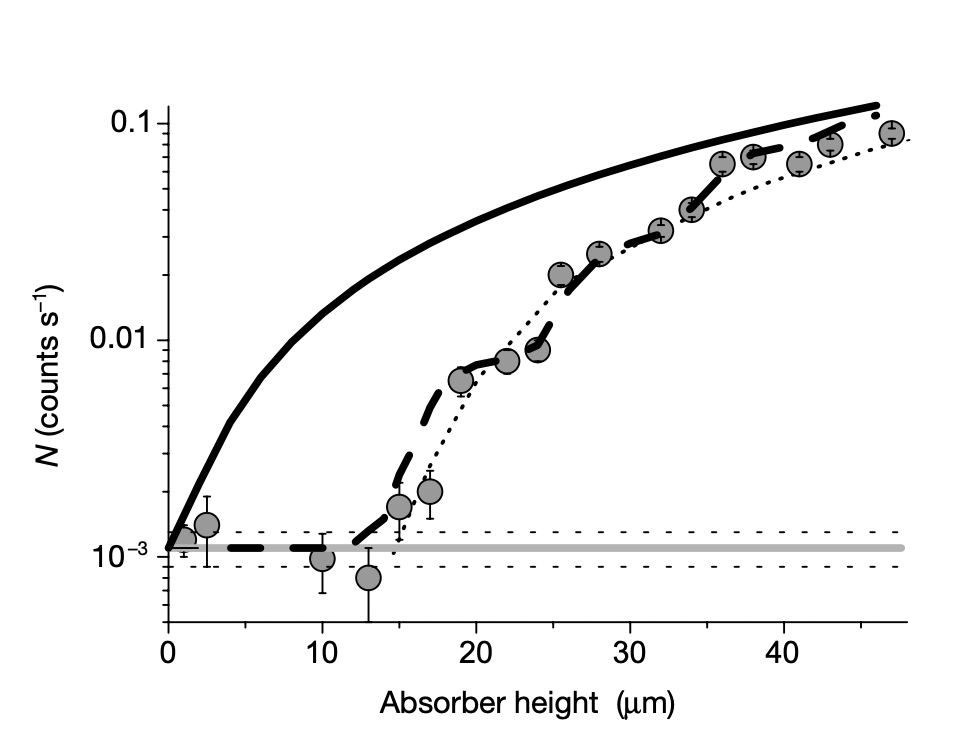 0.1
0.01
10⁻³
N (counts s⁻¹)
0 10 20 30 40
Absorber height (μm)